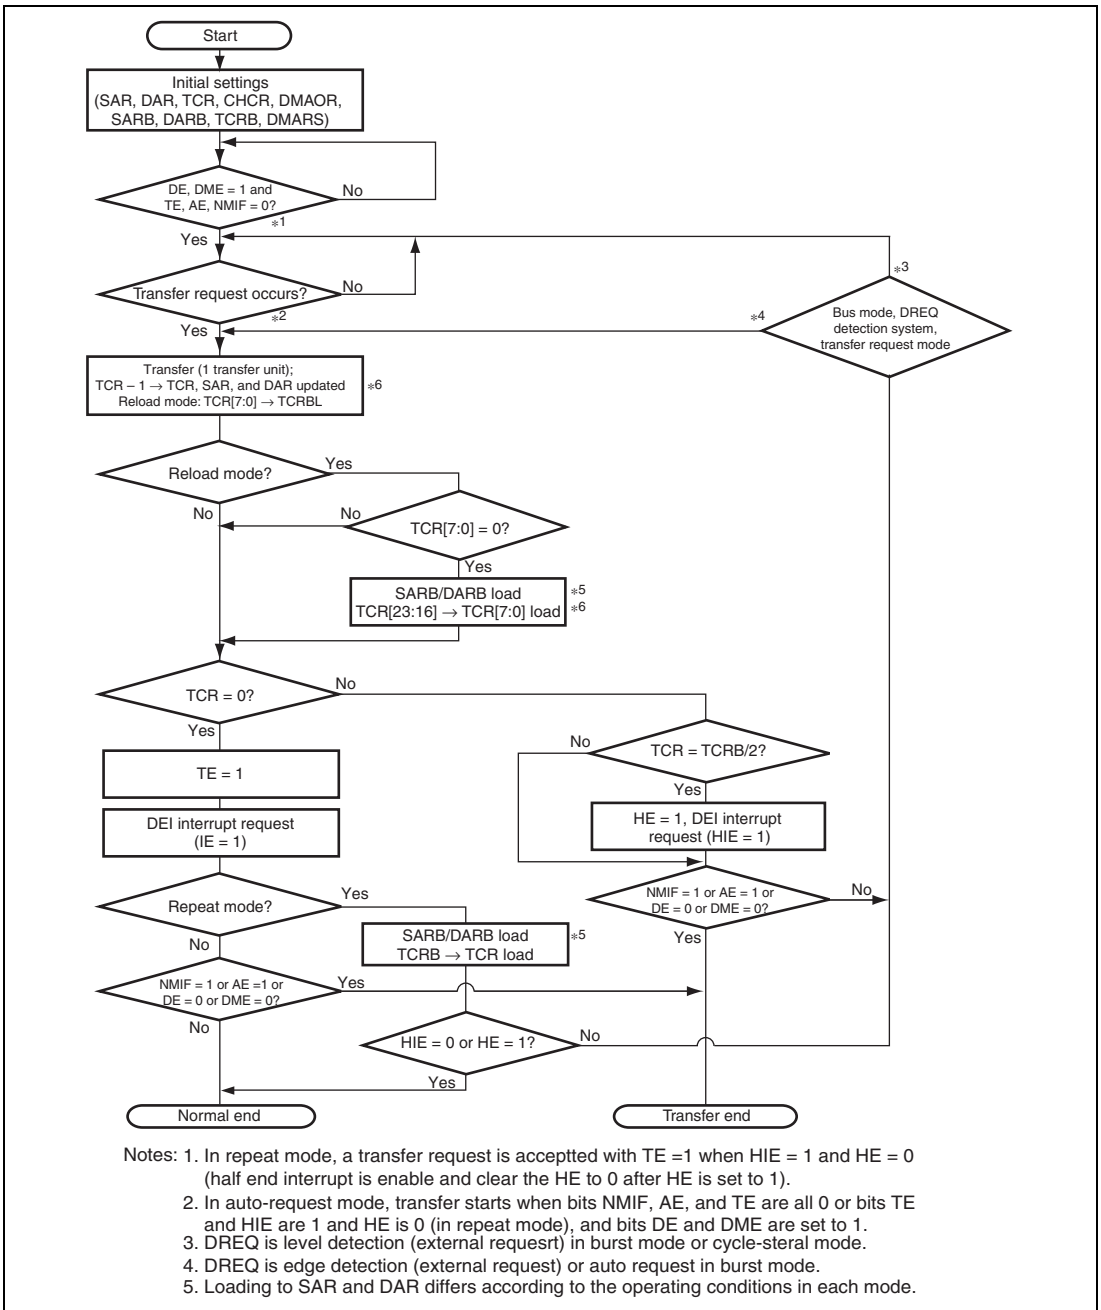 Start
Initial settings
(SAR, DAR, TCR, CHCR, DMAOR,
SARB, DARB, TCRB, DMARS)
DE, DME = 1 and
TE, AE, NMIF = 0?
No
*1
Yes
Transfer request occurs?
No
*2
Yes
*3
*4
Bus mode, DREQ
detection system,
transfer request mode
Transfer (1 transfer unit);
TCR – 1 → TCR, SAR, and DAR updated
Reload mode: TCR[7:0] → TCRBL
*6
Reload mode?
Yes
No
No
TCR[7:0] = 0?
Yes
SARB/DARB load
TCR[23:16] → TCR[7:0] load
*5
*6
TCR = 0?
No
Yes
No
TCR = TCRB/2?
Yes
TE = 1
HE = 1, DEI interrupt
request (HIE = 1)
DEI interrupt request
(IE = 1)
NMIF = 1 or AE = 1 or
DE = 0 or DME = 0?
No
Yes
Repeat mode?
Yes
No
SARB/DARB load
TCRB → TCR load
*5
NMIF = 1 or AE =1 or
DE = 0 or DME = 0?
Yes
No
HIE = 0 or HE = 1?
No
Yes
Normal end
Transfer end
Notes: 1. In repeat mode, a transfer request is acceptted with TE =1 when HIE = 1 and HE = 0
(half end interrupt is enable and clear the HE to 0 after HE is set to 1).
2. In auto-request mode, transfer starts when bits NMIF, AE, and TE are all 0 or bits TE
and HIE are 1 and HE is 0 (in repeat mode), and bits DE and DME are set to 1.
3. DREQ is level detection (external requesrt) in burst mode or cycle-steral mode.
4. DREQ is edge detection (external request) or auto request in burst mode.
5. Loading to SAR and DAR differs according to the operating conditions in each mode.